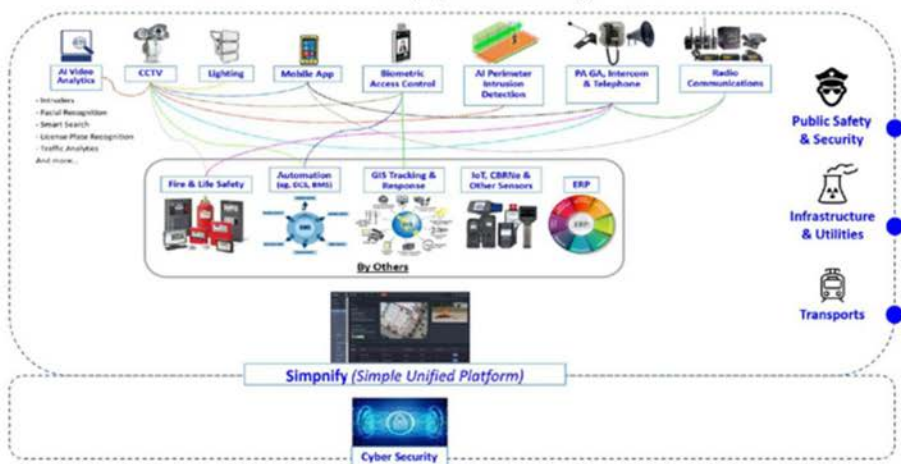 AI Video
Analytics
CCTV
Lighting
Mobile App
Biometric
Access Control
AI Perimeter
Intrusion
Detection
PA GA, Intercom
& Telephone
Radio
Communications
- Intruders
- Facial Recognition
- Smart Search
- License Plate Recognition
- Traffic Analytics
And more...
Public Safety
& Security
Fire & Life Safety
Automation
(eg. DCS, BMS)
GIS Tracking &
Response
IoT, CBRNe &
Other Sensors
ERP
ERP
Infrastructure
& Utilities
By Others
Transports
Simpnify (Simple Unified Platform)
Cyber Security